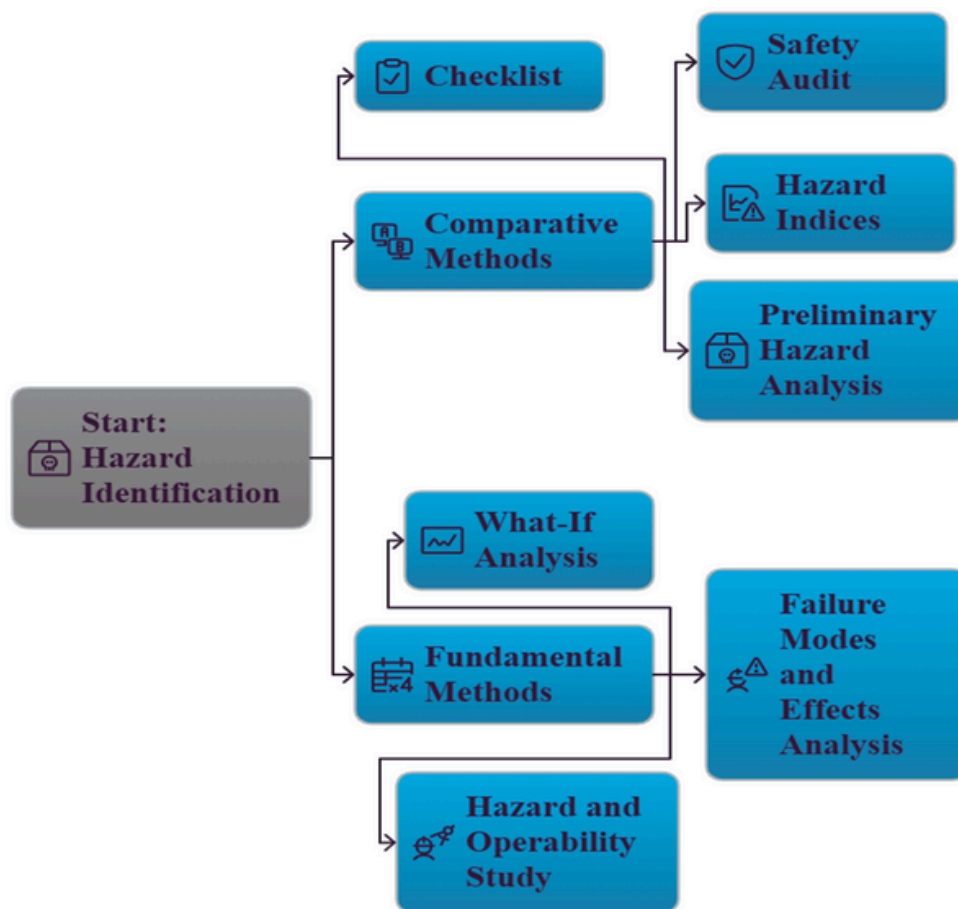 Checklist
Safety
Audit
Comparative
Methods
A
B
Hazard
Indices
Preliminary
Hazard
Analysis
Start:
Hazard
Identification
What-If
Analysis
Fundamental
Methods
x4
Failure
Modes
and
Effects
Analysis
Hazard and
Operability
Study